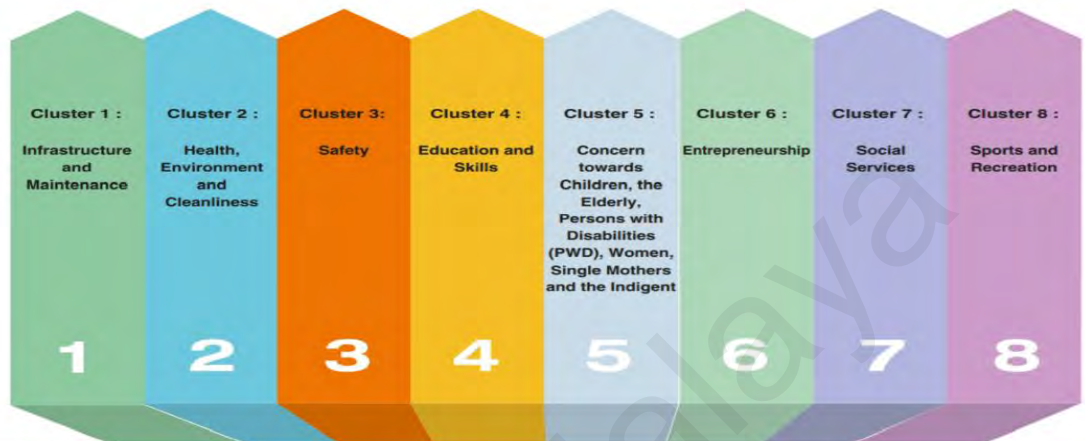 Cluster 1 :
Infrastructure
and
Maintenance
1
Cluster 2 :
Health,
Environment
and
Cleanliness
2
Cluster 3:
Safety
3
Cluster 4 :
Education and
Skills
4
Cluster 5 :
Concern
towards
Children, the
Elderly,
Persons with
Disabilities
(PWD), Women,
Single Mothers
and the Indigent
5
Cluster 6 :
Entrepreneurship
6
Cluster 7 :
Social
Services
7
Cluster 8 :
Sports and
Recreation
8
alaya